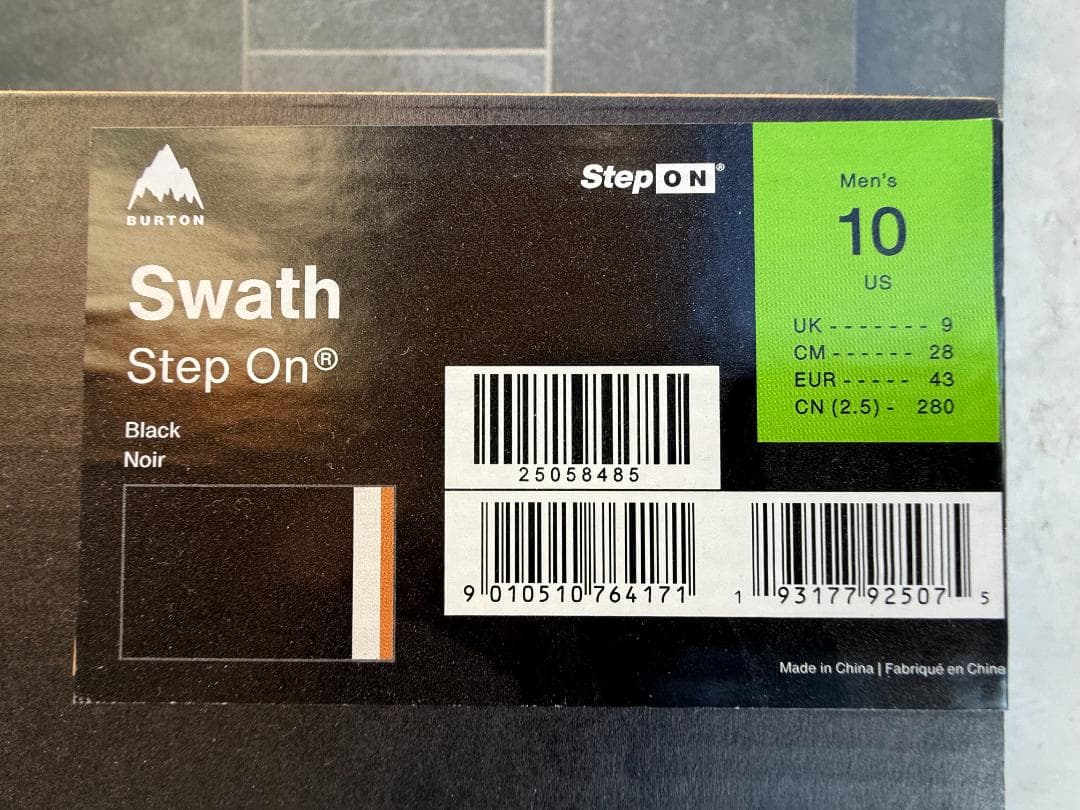 BURTON
StepON®
Swath
Step On®
Black
Noir
Men's
10
US
UK - - - - - - - 9
CM - - - - - - 28
EUR - - - - - 43
CN (2.5) - 280
25058485
9 010510 764171
1 93177 92507 5
Made in China | Fabriqué en Chine